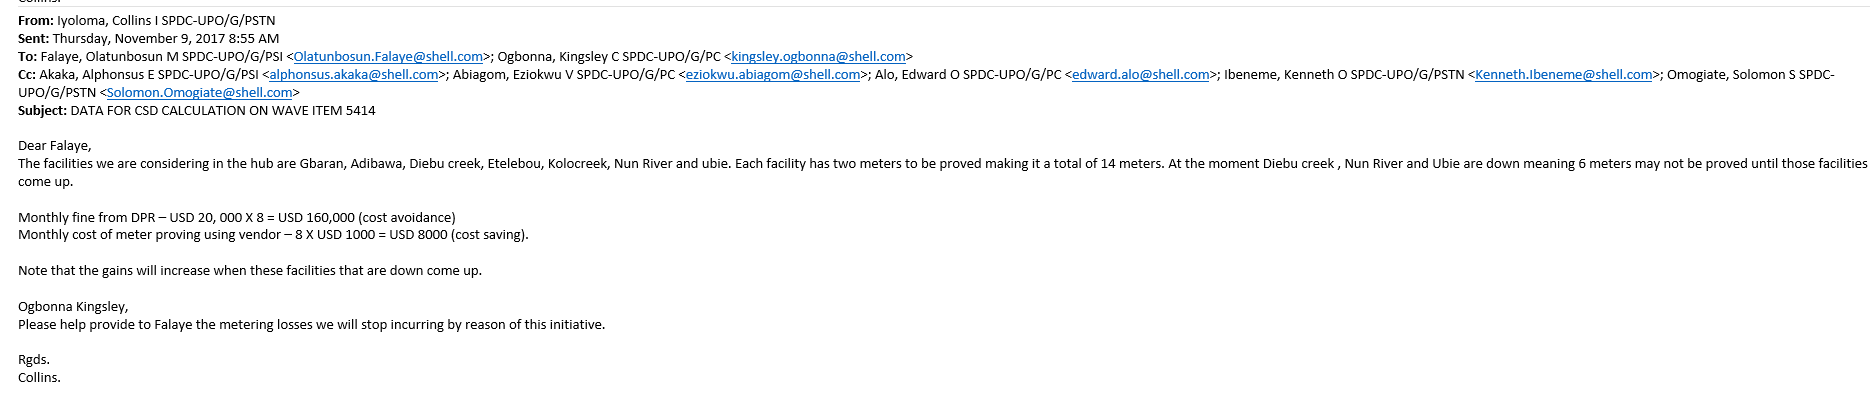 From: Iyoloma, Collins I SPDC-UPO/G/PSTN
Sent: Thursday, November 9, 2017 8:55 AM
To: Falaye, Olatunbosun M SPDC-UPO/G/PSI <Olatunbosun.Falaye@shell.com>; Ogbonna, Kingsley C SPDC-UPO/G/PC <kingsley.ogbonna@shell.com>
Cc: Akaka, Alphonsus E SPDC-UPO/G/PSI <alphonsus.akaka@shell.com>; Abiagom, Eziokwu V SPDC-UPO/G/PC <eziokwu.abiagom@shell.com>; Alo, Edward O SPDC-UPO/G/PC <edward.alo@shell.com>; Ibeneme, Kenneth O SPDC-UPO/G/PSTN <Kenneth.Ibeneme@shell.com>; Omogiate, Solomon S SPDC-
UPO/G/PSTN <Solomon.Omogiate@shell.com>
Subject: DATA FOR CSD CALCULATION ON WAVE ITEM 5414
Dear Falaye,
The facilities we are considering in the hub are Gbaran, Adibawa, Diebu creek, Etelebou, Kolocreek, Nun River and ubie. Each facility has two meters to be proved making it a total of 14 meters. At the moment Diebu creek , Nun River and Ubie are down meaning 6 meters may not be proved until those facilities
come up.
Monthly fine from DPR – USD 20, 000 X 8 = USD 160,000 (cost avoidance)
Monthly cost of meter proving using vendor – 8 X USD 1000 = USD 8000 (cost saving).
Note that the gains will increase when these facilities that are down come up.
Ogbonna Kingsley,
Please help provide to Falaye the metering losses we will stop incurring by reason of this initiative.
Rgds.
Collins.